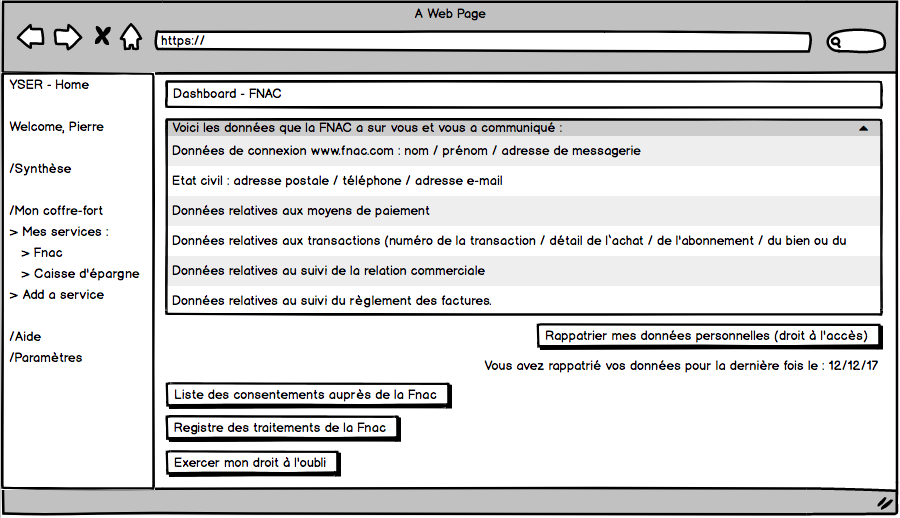 A Web Page
https://
YSER - Home
Welcome, Pierre
/Synthèse
/Mon coffre-fort
> Mes services :
> Fnac
> Caisse d'épargne
> Add a service
/Aide
/Paramètres
Dashboard - FNAC
Voici les données que la FNAC a sur vous et vous a communiqué :
Données de connexion www.fnac.com : nom / prénom / adresse de messagerie
Etat civil : adresse postale / téléphone / adresse e-mail
Données relatives aux moyens de paiement
Données relatives aux transactions (numéro de la transaction / détail de l'achat / de l'abonnement / du bien ou du
Données relatives au suivi de la relation commerciale
Données relatives au suivi du règlement des factures.
Rappatrier mes données personnelles (droit à l'accès)
Vous avez rappatrié vos données pour la dernière fois le : 12/12/17
Liste des consentements auprès de la Fnac
Registre des traitements de la Fnac
Exercer mon droit à l'oubli